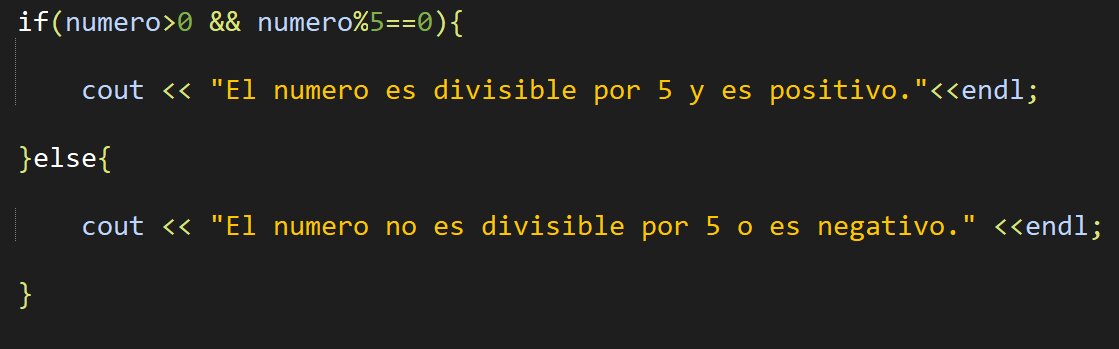 if(numero>0 && numero%5==0){
cout << "El numero es divisible por 5 y es positivo."<<endl;
}else{
cout << "El numero no es divisible por 5 o es negativo." <<endl;
}